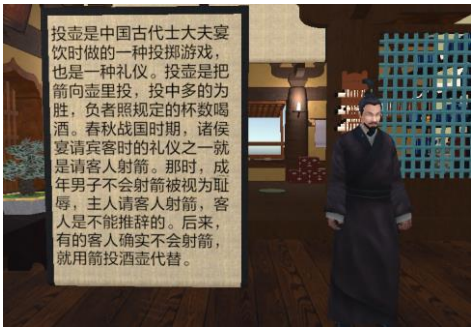 投壶是中国古代士大夫宴
饮时做的一种投掷游戏，
也是一种礼仪。投壶是把
箭向壶里投，投中多的为
胜，负者照规定的杯数喝
酒。春秋战国时期，诸侯
宴请宾客时的礼仪之一就
是请客人射箭。那时，成
年男子不会射箭被视为耻
辱，主人请客人射箭，客
人是不能推辞的。后来，
有的客人确实不会射箭，
就用箭投酒壶代替。